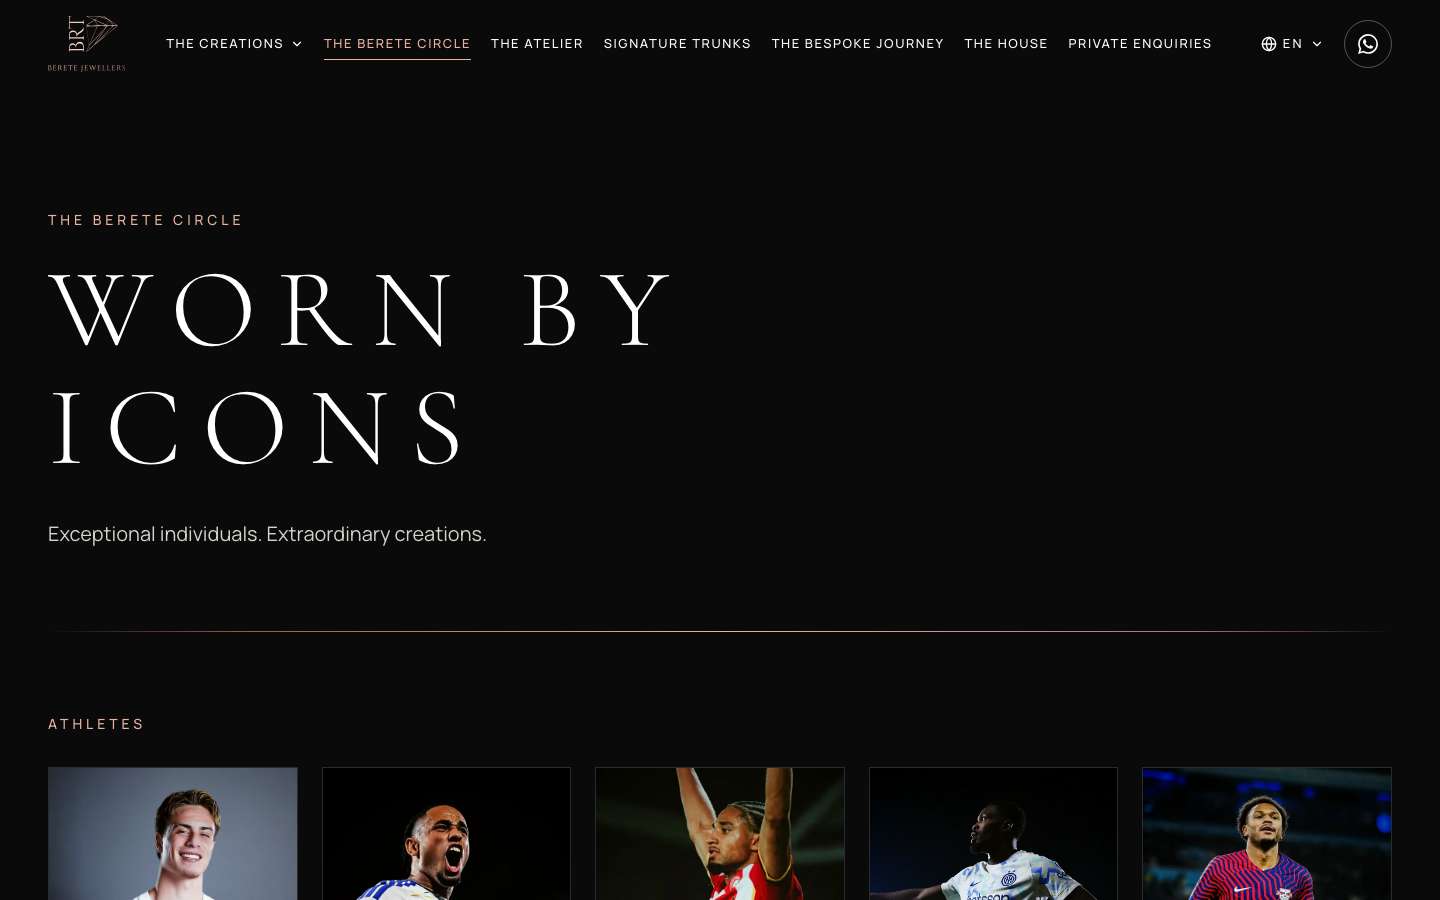 BRT
BERETE JEWELLERS
THE CREATIONS
THE BERETE CIRCLE
THE ATELIER
SIGNATURE TRUNKS
THE BESPOKE JOURNEY
THE HOUSE
PRIVATE ENQUIRIES
EN
THE BERETE CIRCLE
WORN BY
ICONS
Exceptional individuals. Extraordinary creations.
ATHLETES